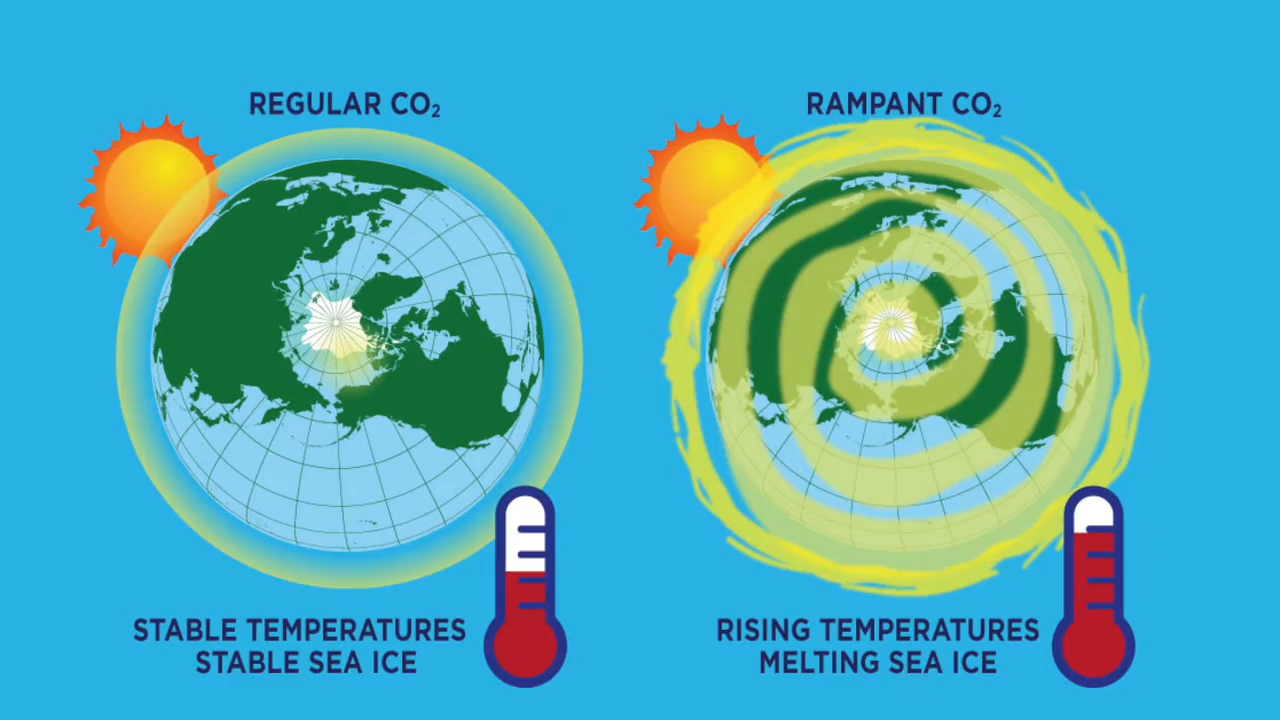 REGULAR CO₂
RAMPANT CO₂
STABLE TEMPERATURES
STABLE SEA ICE
RISING TEMPERATURES
MELTING SEA ICE